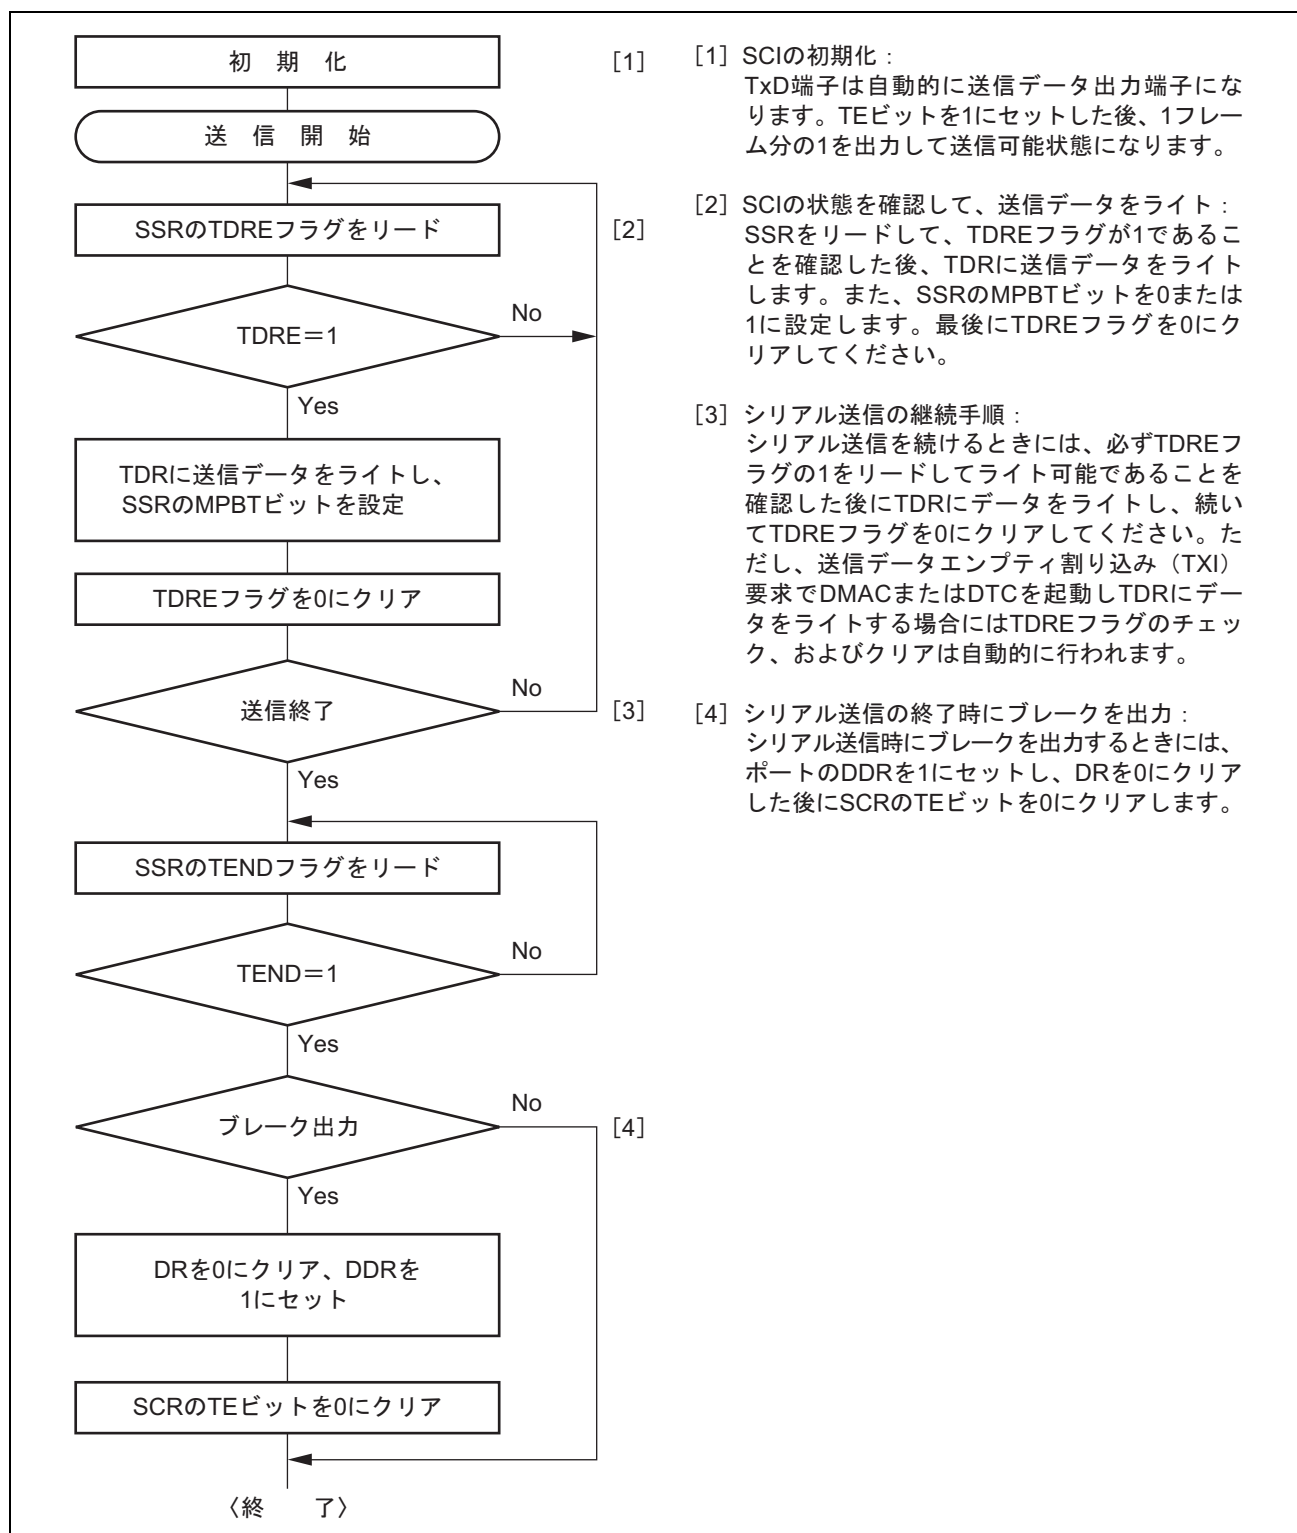 初 期 化
[1]
送 信 開 始
SSRのTDREフラグをリード
[2]
TDRE＝1
No
Yes
TDRに送信データをライトし、
SSRのMPBTビットを設定
TDREフラグを0にクリア
送信終了
No
[3]
Yes
SSRのTENDフラグをリード
TEND＝1
No
Yes
ブレーク出力
No
[4]
Yes
DRを0にクリア、DDRを
1にセット
SCRのTEビットを0にクリア
〈終 了〉
[1] SCIの初期化：
TxD端子は自動的に送信データ出力端子にな
ります。TEビットを1にセットした後、1フレー
ム分の1を出力して送信可能状態になります。
[2] SCIの状態を確認して、送信データをライト：
SSRをリードして、TDREフラグが1であるこ
とを確認した後、TDRに送信データをライト
します。また、SSRのMPBTビットを0または
1に設定します。最後にTDREフラグを0にク
リアしてください。
[3] シリアル送信の継続手順：
シリアル送信を続けるときには、必ずTDREフ
ラグの1をリードしてライト可能であることを
確認した後にTDRにデータをライトし、続い
てTDREフラグを0にクリアしてください。た
だし、送信データエンプティ割り込み（TXI）
要求でDMACまたはDTCを起動しTDRにデー
タをライトする場合にはTDREフラグのチェッ
ク、およびクリアは自動的に行われます。
[4] シリアル送信の終了時にブレークを出力：
シリアル送信時にブレークを出力するときには、
ポートのDDRを1にセットし、DRを0にクリア
した後にSCRのTEビットを0にクリアします。